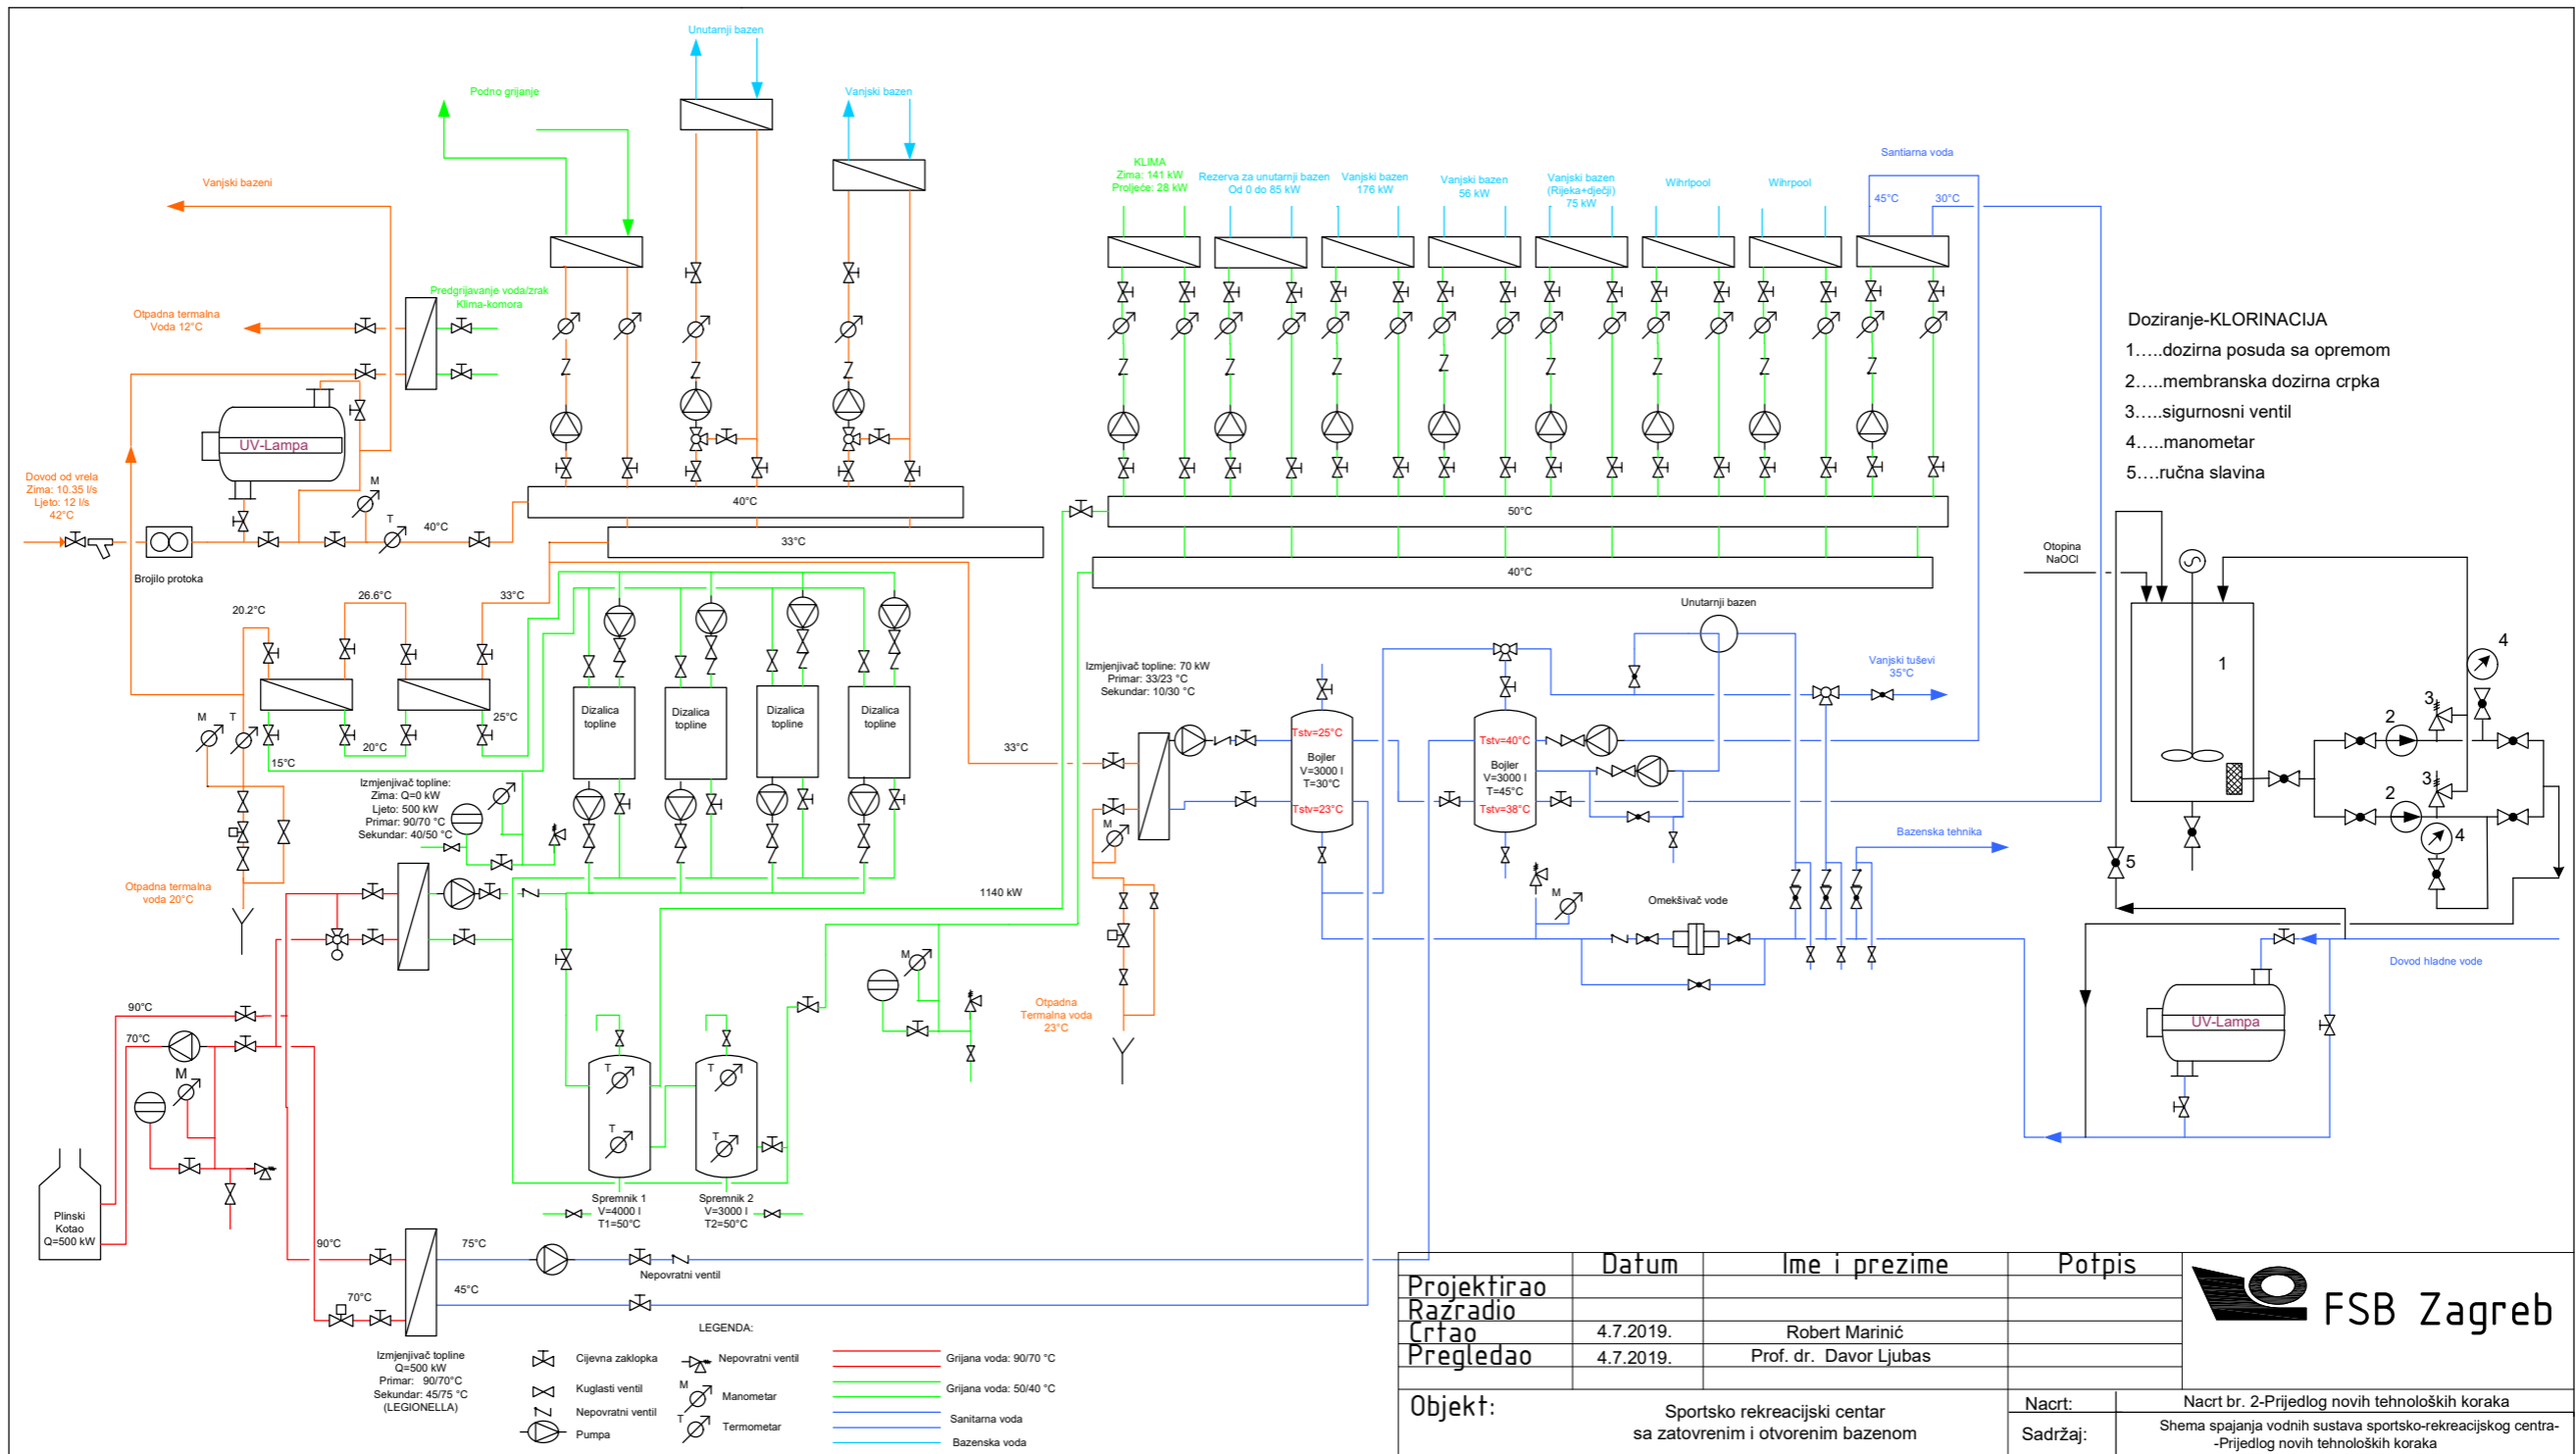 Unutarnji bazen
Podno grijanje
Vanjski bazen
Vanjski bazeni
Predgrijavanje voda/zrak
Klima-komora
Otpadna termalna
Voda 12°C
UV-Lampa
Dovod od vrela
Zima: 10.35 l/s
Ljeto: 12 l/s
42°C
M
T
40°C
Brojilo protoka
40°C
33°C
KLIMA
Zima: 141 kW
Proljeće: 28 kW
Rezerva za unutarnji bazen
Od 0 do 85 kW
Vanjski bazen
176 kW
Vanjski bazen
56 kW
Vanjski bazen
(Rijeka+dječji)
75 kW
Wihrlpool
Wihrpool
Santiarna voda
45°C
30°C
50°C
40°C
Doziranje-KLORINACIJA
1.....dozirna posuda sa opremom
2.....membranska dozirna crpka
3.....sigurnosni ventil
4.....manometar
5....ručna slavina
Otopina
NaOCl
1
2
2
3
3
4
4
5
20.2°C
26.6°C
33°C
25°C
20°C
15°C
M
T
Otpadna termalna
voda 20°C
Dizalica
topline
Dizalica
topline
Dizalica
topline
Dizalica
topline
Izmjenjivač topline:
Zima: Q=0 kW
Ljeto: 500 kW
Primar: 90/70 °C
Sekundar: 40/50 °C
1140 kW
33°C
Izmjenjivač topline: 70 kW
Primar: 33/23 °C
Sekundar: 10/30 °C
M
Otpadna
Termalna voda
23°C
Tstv=25°C
Bojler
V=3000 l
T=30°C
Tstv=23°C
Tstv=40°C
Bojler
V=3000 l
T=45°C
Tstv=38°C
Unutarnji bazen
Vanjski tuševi
35°C
Bazenska tehnika
Omekšivač vode
M
M
Dovod hladne vode
UV-Lampa
90°C
70°C
M
Plinski
Kotao
Q=500 kW
T
T
T
T
Spremnik 1
V=4000 l
T1=50°C
Spremnik 2
V=3000 l
T2=50°C
90°C
70°C
75°C
45°C
Nepovratni ventil
Izmjenjivač topline
Q=500 kW
Primar: 90/70°C
Sekundar: 45/75 °C
(LEGIONELLA)
LEGENDA:
Cijevna zaklopka
Kuglasti ventil
Nepovratni ventil
Pumpa
Nepovratni ventil
M
Manometar
T
Termometar
Grijana voda: 90/70 °C
Grijana voda: 50/40 °C
Sanitarna voda
Bazenska voda
Datum
Ime i prezime
Potpis
Projektirao
Razradio
Crtao
4.7.2019.
Robert Marinić
Pregledao
4.7.2019.
Prof. dr. Davor Ljubas
FSB Zagreb
Objekt:
Sportsko rekreacijski centar
sa zatovrenim i otvorenim bazenom
Nacrt:
Nacrt br. 2-Prijedlog novih tehnoloških koraka
Sadržaj:
Shema spajanja vodnih sustava sportsko-rekreacijskog centra-
-Prijedlog novih tehnoloških koraka